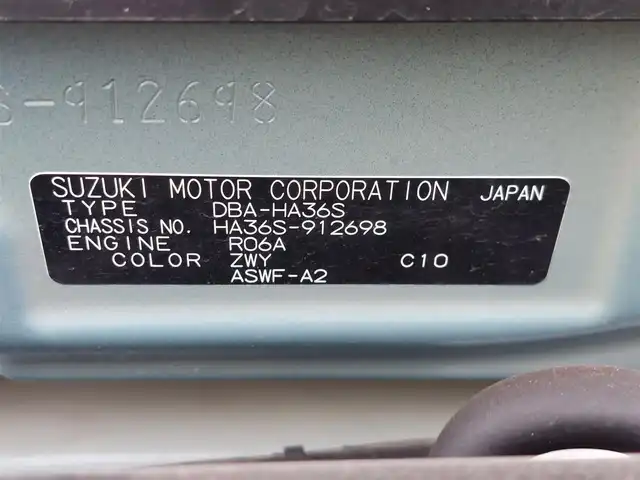 S-912698
SUZUKI MOTOR CORPORATION JAPAN
TYPE DBA-HA36S
CHASSIS NO. HA36S-912698
ENGINE R06A
COLOR ZWY C10
ASWF-A2